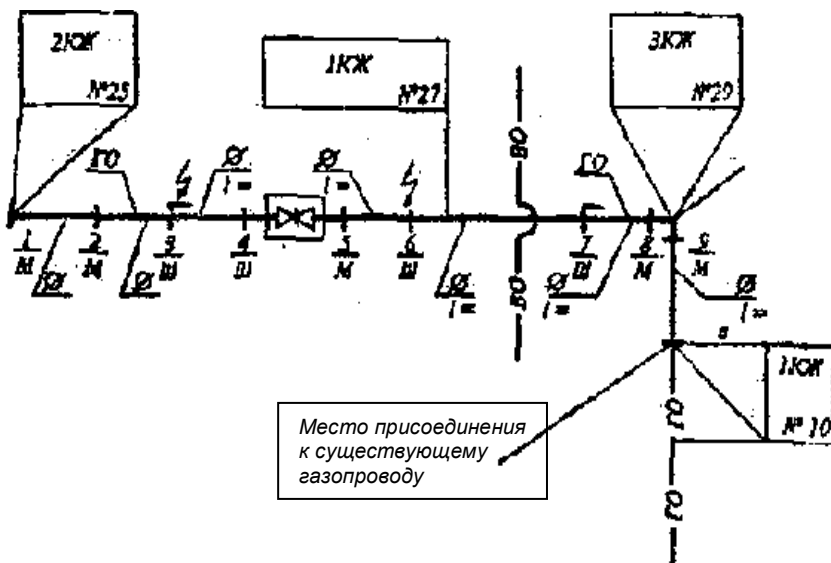 2КЖ
№25
1КЖ
№27
3КЖ
№29
ГО
Ø
l =
Ø
l =
ВО
ГО
1
М
2
М
3
Ш
4
Ш
5
М
6
Ш
7
Ш
8
М
9
М
Ø
Ø
Ø
l =
ВО
Ø
l =
Ø
l =
1КЖ
№10
ГО
ГО
Место присоединения
к существующему
газопроводу